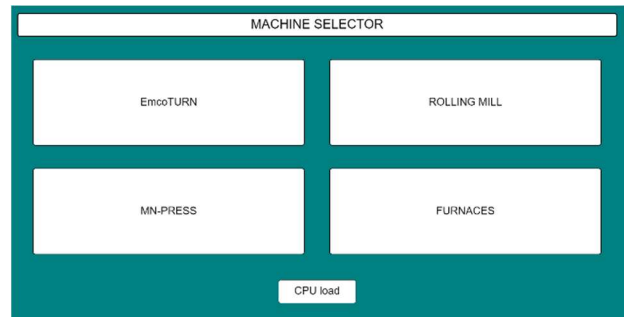 MACHINE SELECTOR
EmcoTURN
ROLLING MILL
MN-PRESS
FURNACES
CPU load